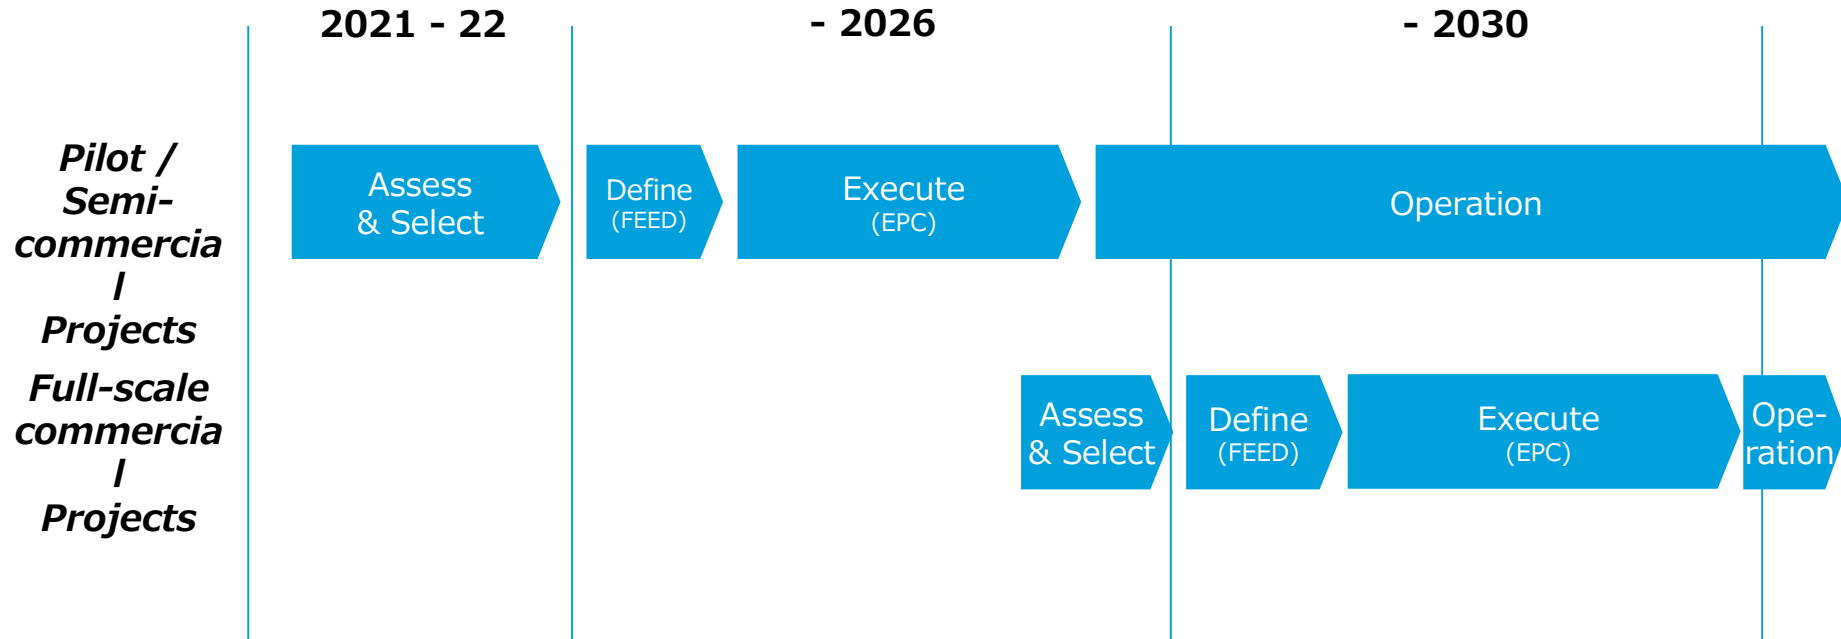 2021 - 22
- 2026
- 2030
Pilot /
Semi-
commercia
l
Projects
Assess
& Select
Define
(FEED)
Execute
(EPC)
Operation
Full-scale
commercia
l
Projects
Assess
& Select
Define
(FEED)
Execute
(EPC)
Ope-
ration